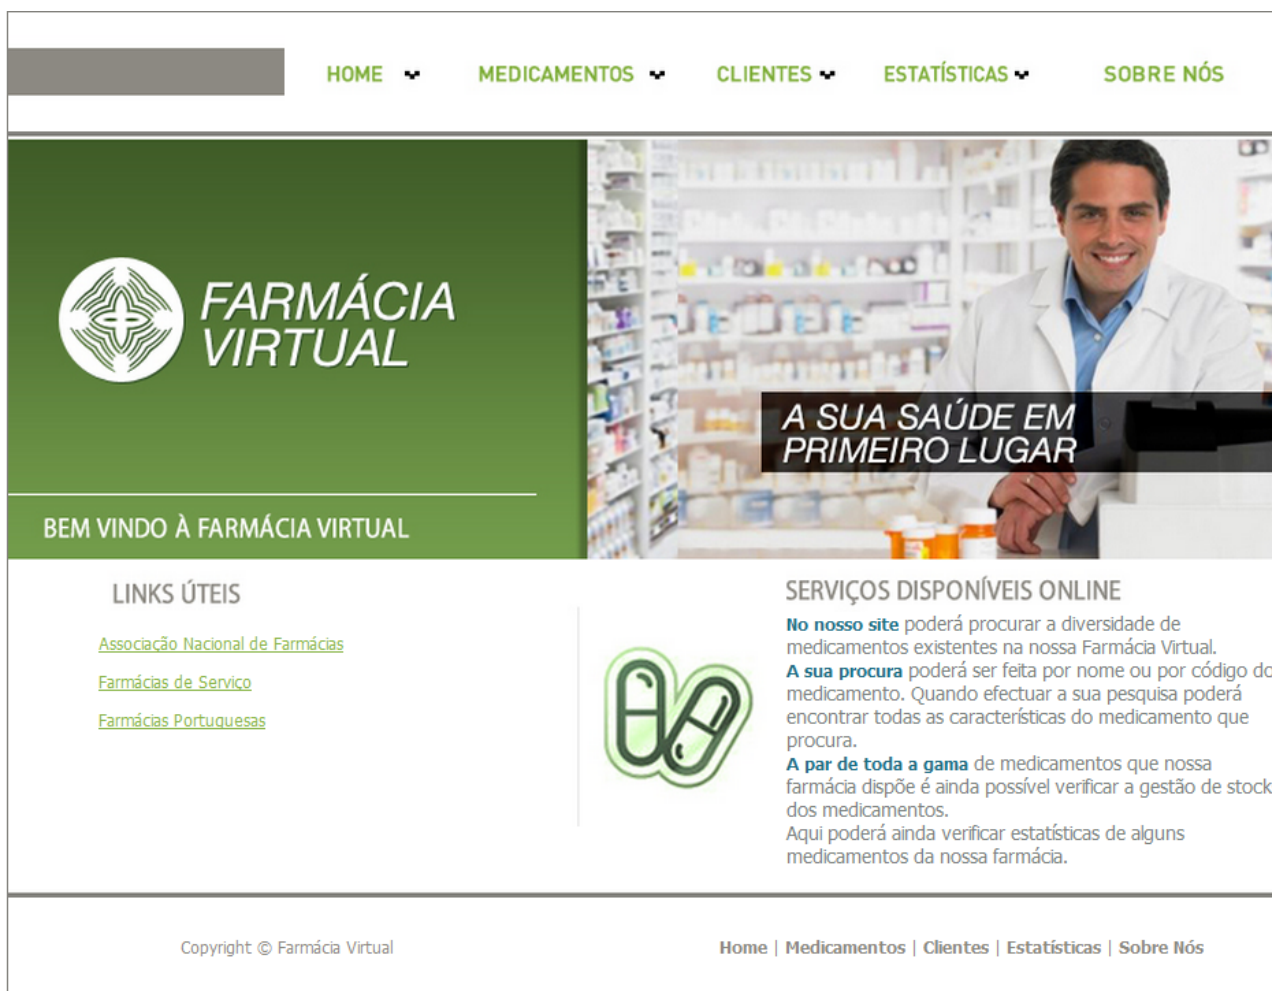 HOME MEDICAMENTOS CLIENTES ESTATÍSTICAS SOBRE NÓS
FARMÁCIA
VIRTUAL
A SUA SAÚDE EM
PRIMEIRO LUGAR
BEM VINDO À FARMÁCIA VIRTUAL
LINKS ÚTEIS
Associação Nacional de Farmácias
Farmácias de Serviço
Farmácias Portuguesas
SERVIÇOS DISPONÍVEIS ONLINE
No nosso site poderá procurar a diversidade de
medicamentos existentes na nossa Farmácia Virtual.
A sua procura poderá ser feita por nome ou por código do
medicamento. Quando efectuar a sua pesquisa poderá
encontrar todas as características do medicamento que
procura.
A par de toda a gama de medicamentos que nossa
farmácia dispõe é ainda possível verificar a gestão de stock
dos medicamentos.
Aqui poderá ainda verificar estatísticas de alguns
medicamentos da nossa farmácia.
Copyright © Farmácia Virtual
Home | Medicamentos | Clientes | Estatísticas | Sobre Nós